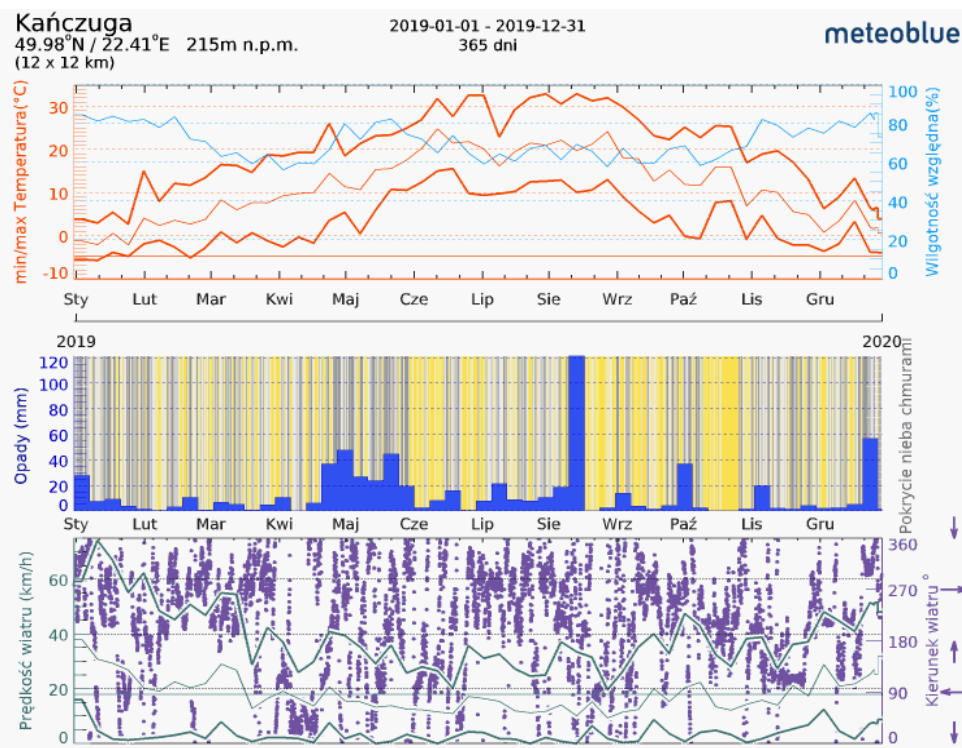 Kańczuga
49.98°N / 22.41°E 215m n.p.m.
(12 x 12 km)
2019-01-01 - 2019-12-31
365 dni
meteoblue
min/max Temperatura(°C)
30
20
10
0
-10
100
80
60
40
20
0
Wilgotność względna(%)
Sty Lut Mar Kwi Maj Cze Lip Sie Wrz Paź Lis Gru
2019 2020
Opady (mm)
120
100
80
60
40
20
0
Pokrycie nieba chmurami
Sty Lut Mar Kwi Maj Cze Lip Sie Wrz Paź Lis Gru
Prędkość wiatru (km/h)
60
40
20
0
360
270
180
90
0
Kierunek wiatru °